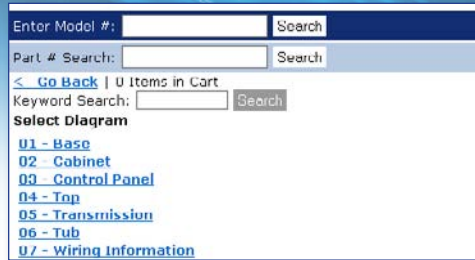 Enter Model #: Search
Part # Search: Search
< Go Back | 0 Items in Cart
Keyword Search: Search
Select Diagram
01 - Base
02 - Cabinet
03 - Control Panel
04 - Top
05 - Transmission
06 - Tub
07 - Wiring Information